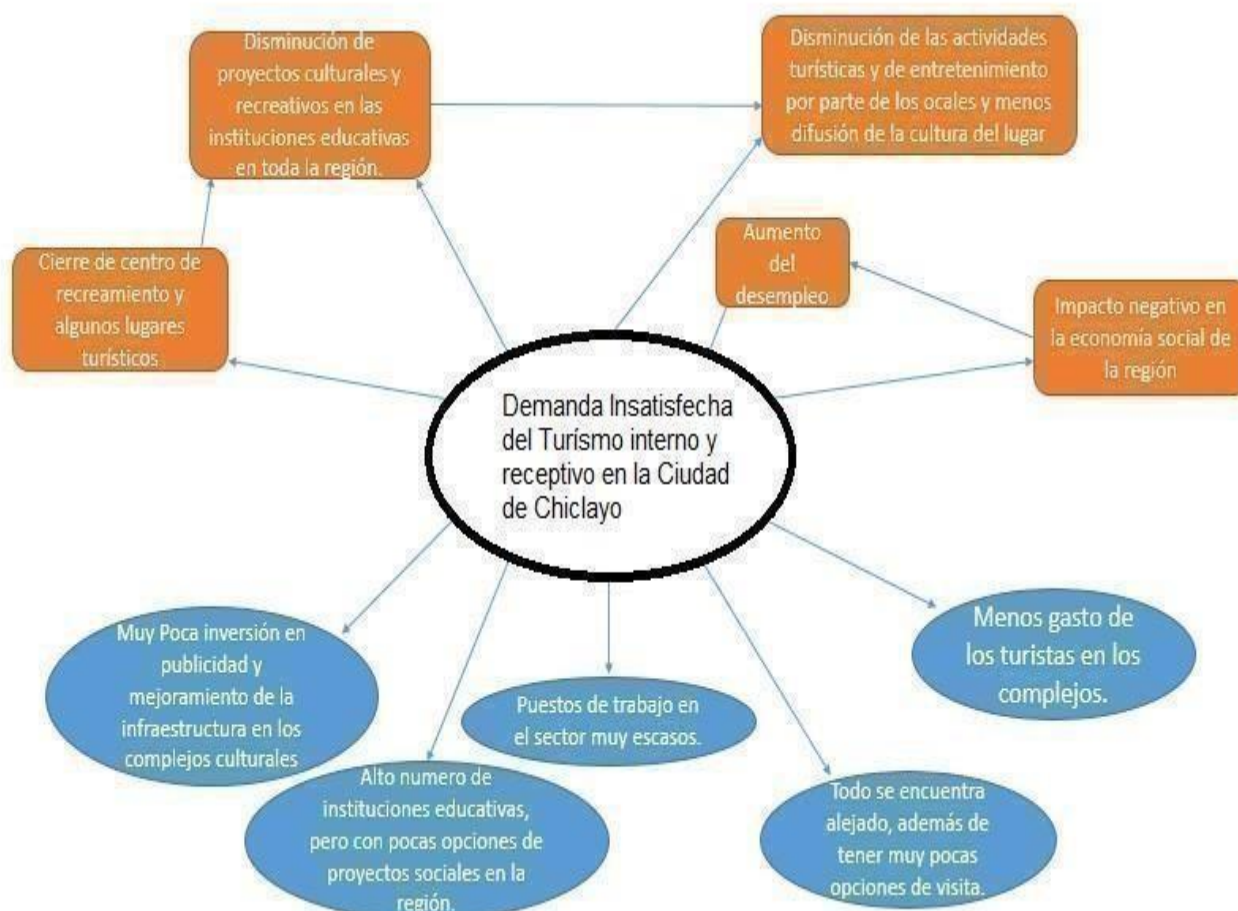 Disminución de
proyectos culturales y
recreativos en las
instituciones educativas
en toda la región.
Disminución de las actividades
turísticas y de entretenimiento
por parte de los ocales y menos
difusión de la cultura del lugar
Cierre de centro de
recreamiento y
algunos lugares
turísticos
Aumento
del
desempleo
Impacto negativo en
la economía social de
la región
Demanda Insatisfecha
del Turísmo interno y
receptivo en la Ciudad
de Chiclayo
Muy Poca inversión en
publicidad y
mejoramiento de la
infraestructura en los
complejos culturales
Alto numero de
instituciones educativas,
pero con pocas opciones de
proyectos sociales en la
región.
Puestos de trabajo en
el sector muy escasos.
Todo se encuentra
alejado, además de
tener muy pocas
opciones de visita.
Menos gasto de
los turistas en los
complejos.